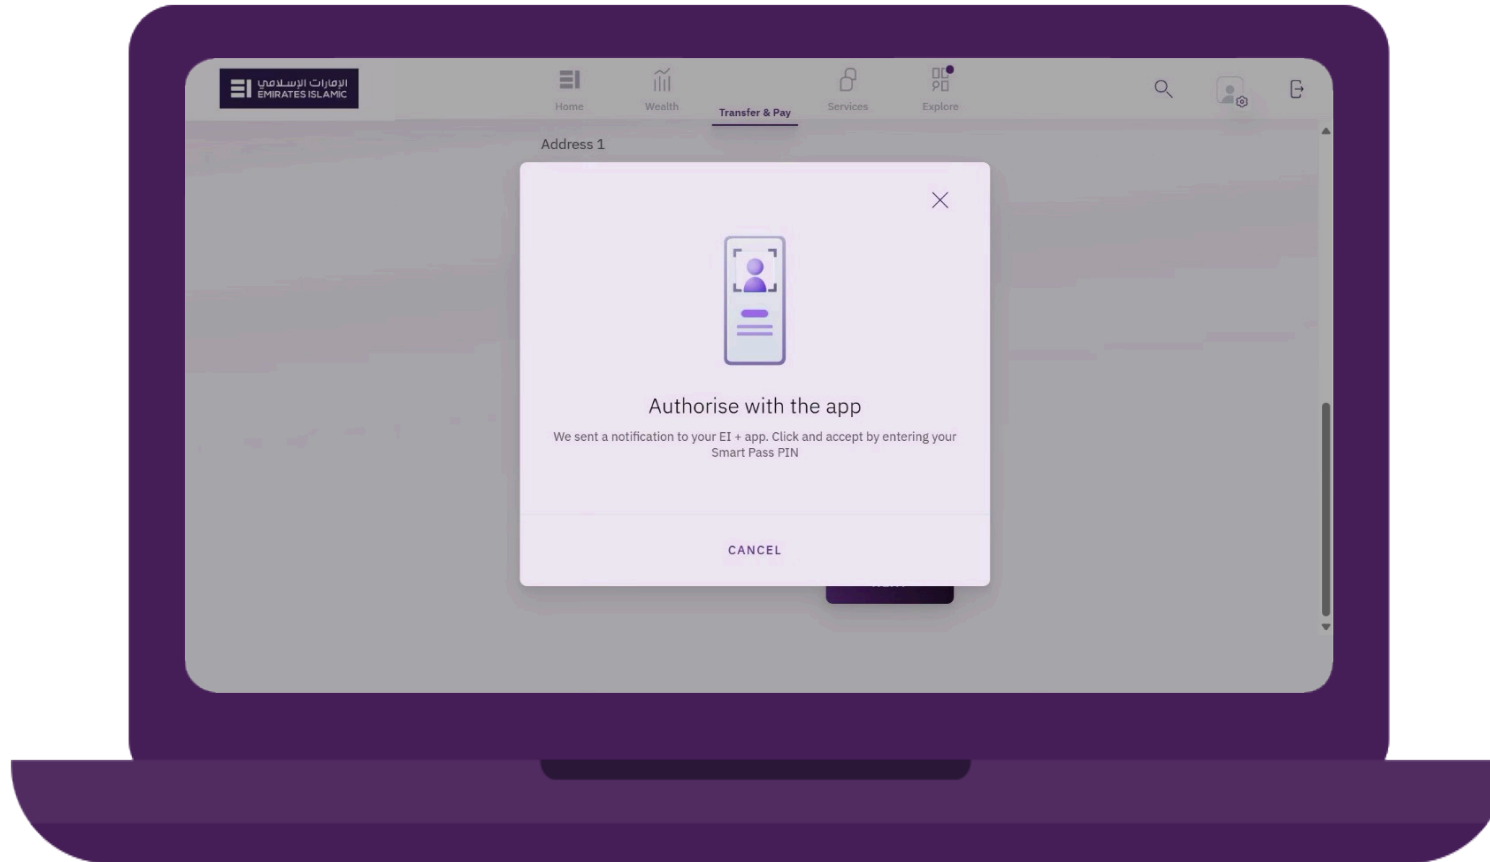 الإمارات الإسلامي
EMIRATES ISLAMIC
Home
Wealth
Transfer & Pay
Services
Explore
Address 1
Authorise with the app
We sent a notification to your EI + app. Click and accept by entering your
Smart Pass PIN
CANCEL